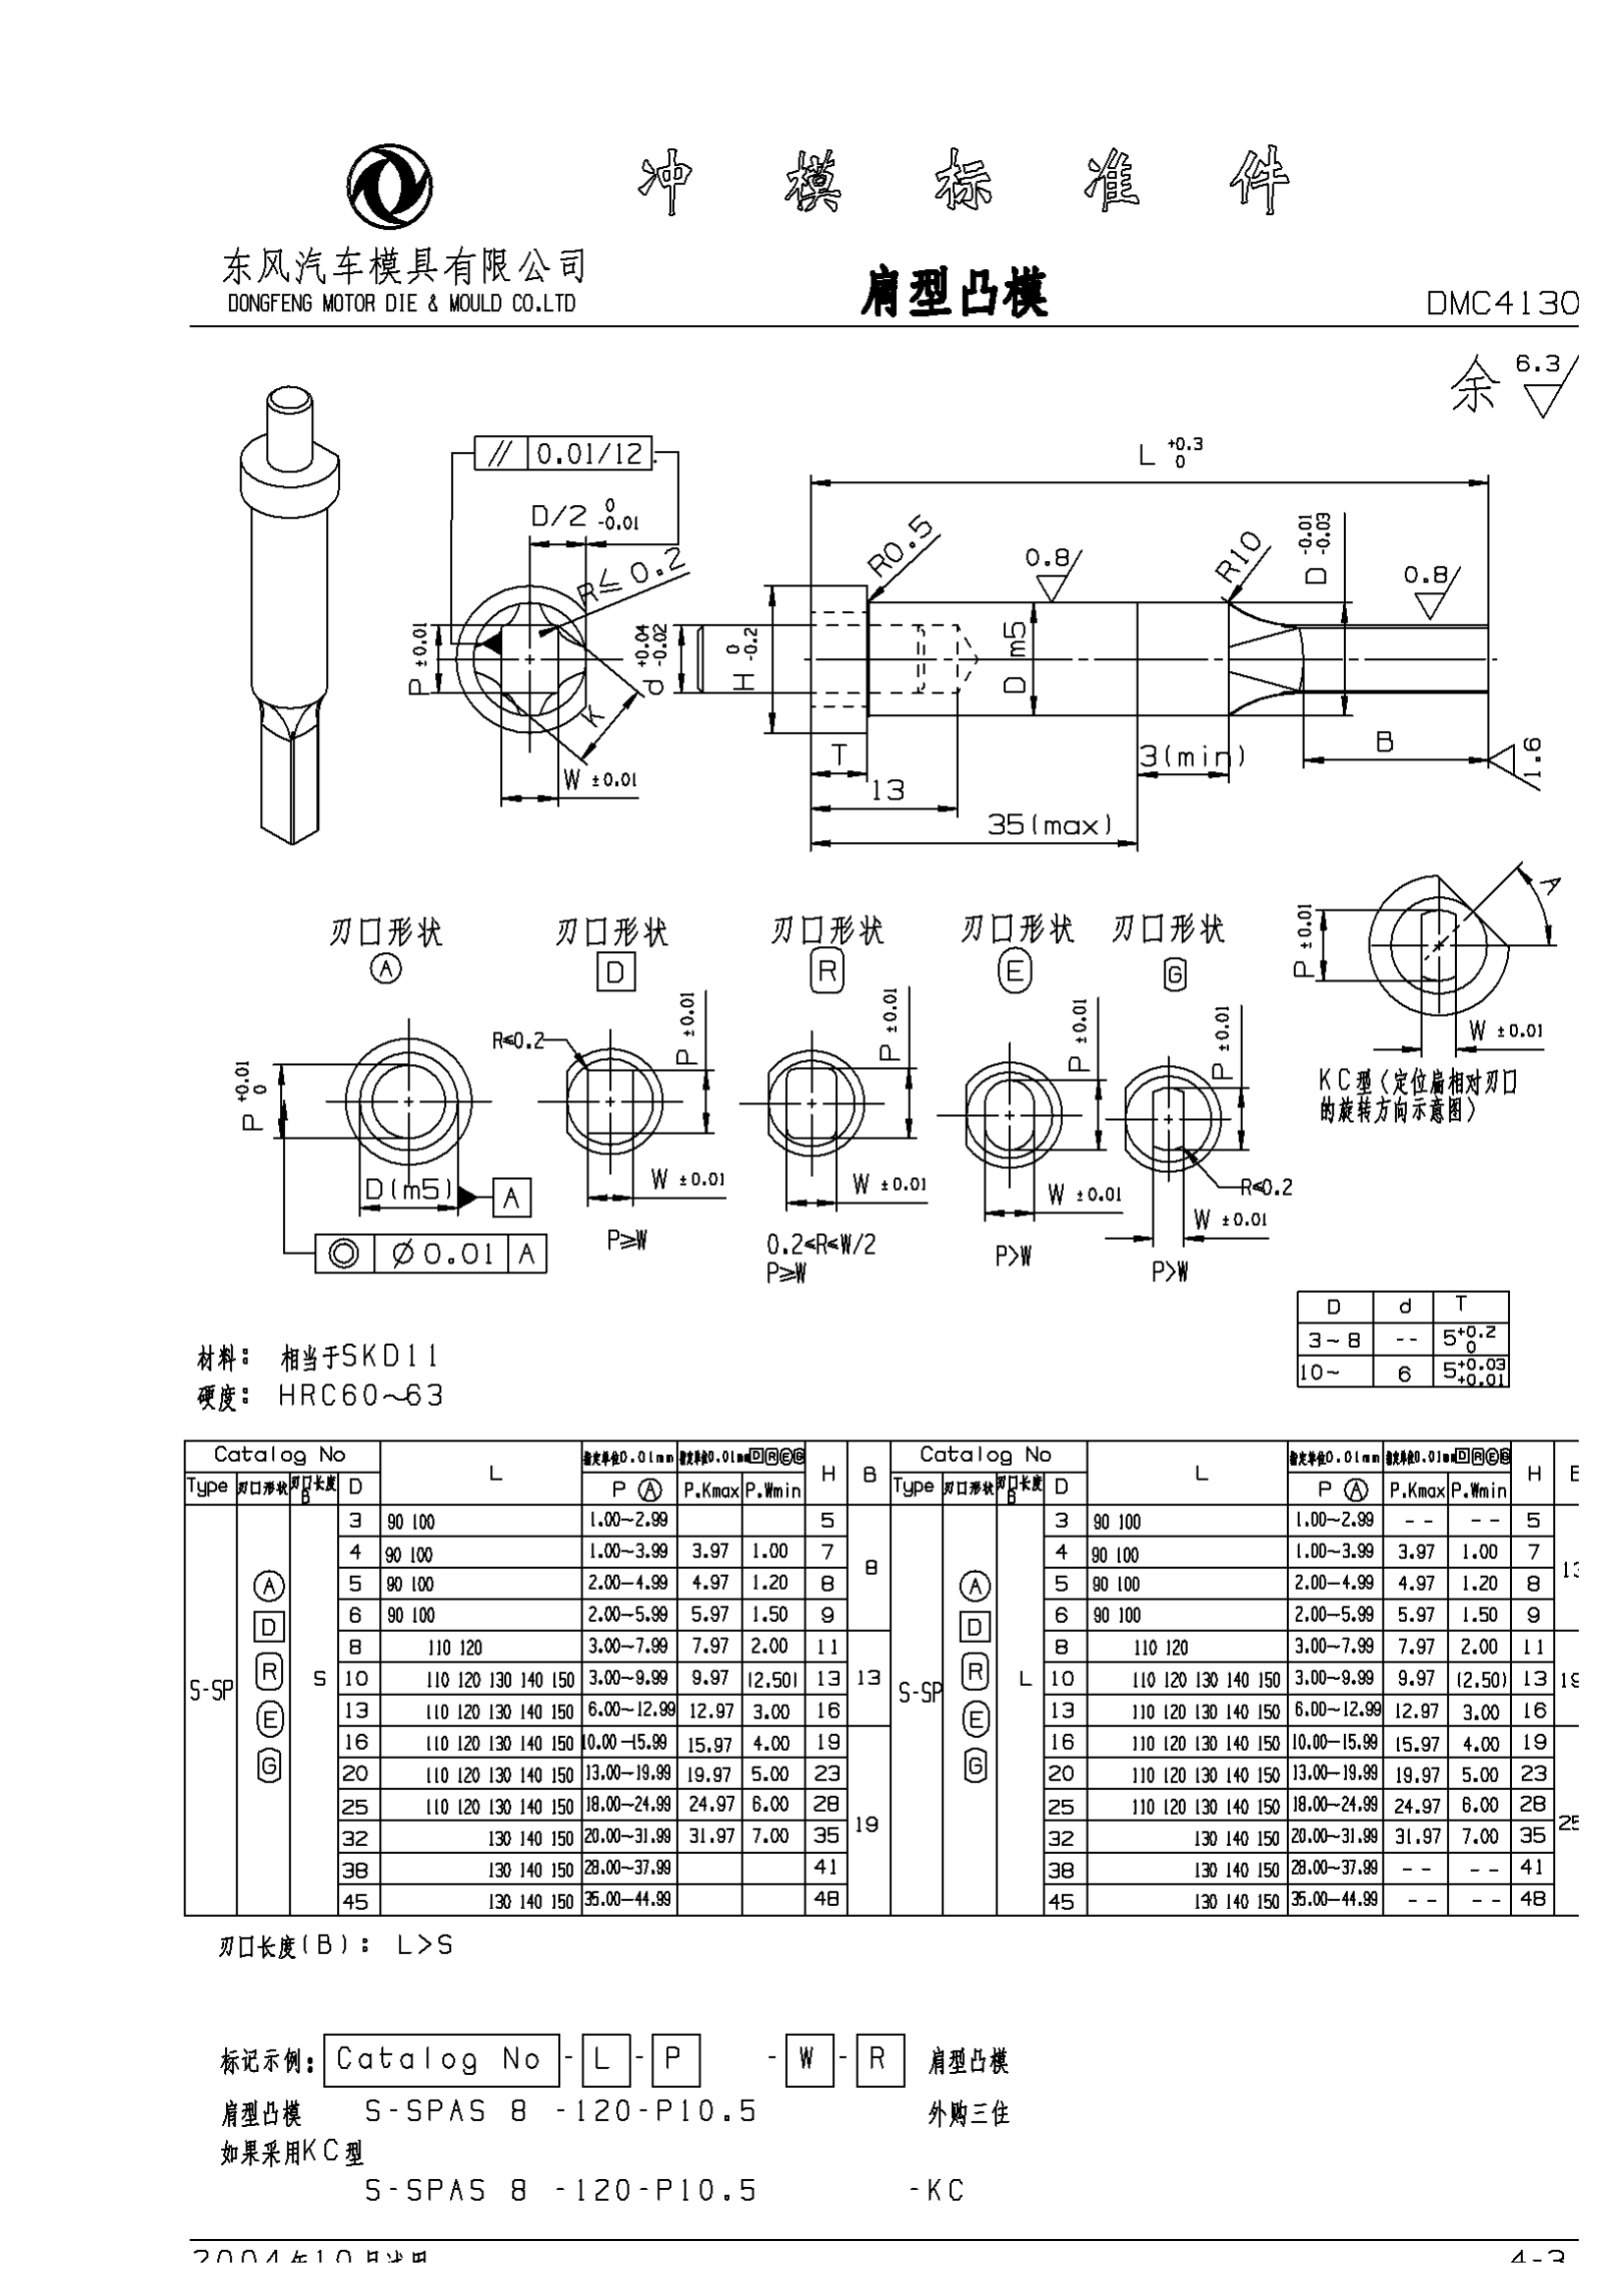 冲 模 标 准 件
东风汽车模具有限公司
DONGFENG MOTOR DIE & MOULD CO.LTD
肩型凸模
DMC4130
余 6.3
// 0.01/12
D/2 0 -0.01
R≤0.2
P ±0.01
K
W ±0.01
L +0.3 0
R0.5
0.8
R10
D -0.01 -0.03
0.8
d +0.04 -0.02
H 0 -0.2
D m5
T
13
35(max)
3(min)
B
1.6
刃口形状 刃口形状 刃口形状 刃口形状 刃口形状
A D R E G
P +0.01 0
D(m5) A
◎ Ø0.01 A
R≤0.2
P ±0.01
W ±0.01
P≥W
P ±0.01
W ±0.01
0.2≤R≤W/2
P≥W
P ±0.01
W ±0.01
P>W
P ±0.01
R≤0.2
W ±0.01
P>W
P ±0.01
A
W ±0.01
KC型(定位扁相对刃口
的旋转方向示意图)
D d T
3~8 -- 5+0.2 0
10~ 6 5+0.03 +0.01
材料: 相当于SKD11
硬度: HRC60~63
Catalog No L 指定单位0.01mm 指定单位0.01mm D R E G H B Catalog No L 指定单位0.01mm 指定单位0.01mm D R E G H
Type 刃口形状 刃口长度B D P A P.Kmax P.Wmin Type 刃口形状 刃口长度B D P A P.Kmax P.Wmin
S-SP A D R E G S
3 90 100 1.00~2.99 5
4 90 100 1.00~3.99 3.97 1.00 7
8
5 90 100 2.00—4.99 4.97 1.20 8
6 90 100 2.00—5.99 5.97 1.50 9
8 110 120 3.00—7.99 7.97 2.00 11
10 110 120 130 140 150 3.00—9.99 9.97 (2.50) 13 13
13 110 120 130 140 150 6.00~12.99 12.97 3.00 16
16 110 120 130 140 150 10.00—15.99 15.97 4.00 19
20 110 120 130 140 150 13.00—19.99 19.97 5.00 23
25 110 120 130 140 150 18.00~24.99 24.97 6.00 28
19
32 130 140 150 20.00~31.99 31.97 7.00 35
38 130 140 150 28.00~37.99 41
45 130 140 150 35.00—44.99 48
S-SP A D R E G L
3 90 100 1.00~2.99 -- -- 5
4 90 100 1.00~3.99 3.97 1.00 7
5 90 100 2.00—4.99 4.97 1.20 8
6 90 100 2.00—5.99 5.97 1.50 9
8 110 120 3.00—7.99 7.97 2.00 11
10 110 120 130 140 150 3.00—9.99 9.97 (2.50) 13
13 110 120 130 140 150 6.00~12.99 12.97 3.00 16
16 110 120 130 140 150 10.00—15.99 15.97 4.00 19
20 110 120 130 140 150 13.00—19.99 19.97 5.00 23
25 110 120 130 140 150 18.00~24.99 24.97 6.00 28
32 130 140 150 20.00~31.99 31.97 7.00 35
38 130 140 150 28.00~37.99 -- -- 41
45 130 140 150 35.00—44.99 -- -- 48
刃口长度(B): L>S
标记示例: Catalog No - L - P - W - R 肩型凸模
肩型凸模 S-SPAS 8 -120-P10.5 外购三住
如果采用KC型
S-SPAS 8 -120-P10.5 -KC
2004年10月 4-3